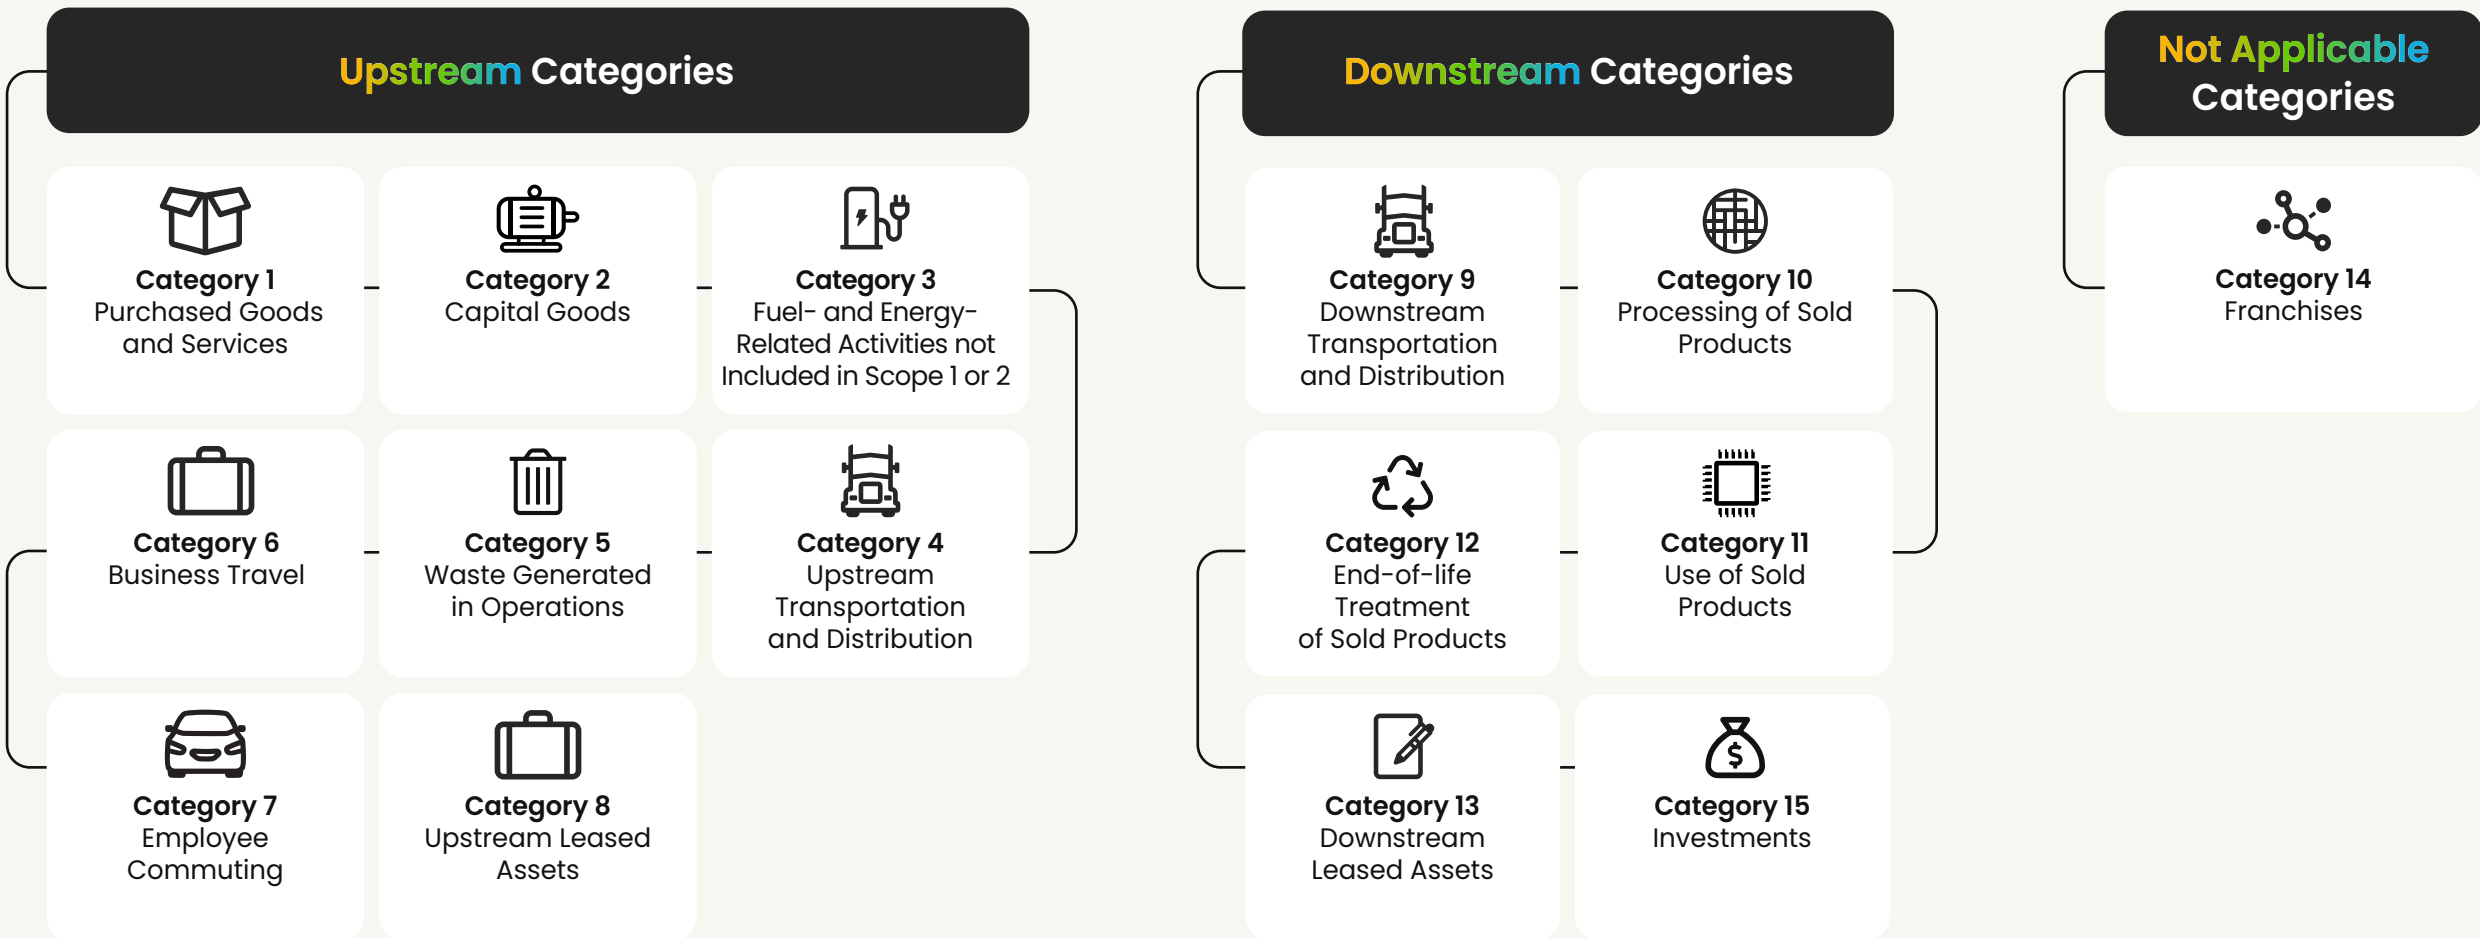 Upstream Categories
Category 1
Purchased Goods
and Services
Category 2
Capital Goods
Category 3
Fuel- and Energy-
Related Activities not
Included in Scope 1 or 2
Category 6
Business Travel
Category 5
Waste Generated
in Operations
Category 4
Upstream
Transportation
and Distribution
Category 7
Employee
Commuting
Category 8
Upstream Leased
Assets
Downstream Categories
Category 9
Downstream
Transportation
and Distribution
Category 10
Processing of Sold
Products
Category 12
End-of-life
Treatment
of Sold Products
Category 11
Use of Sold
Products
Category 13
Downstream
Leased Assets
$
Category 15
Investments
Not Applicable
Categories
Category 14
Franchises